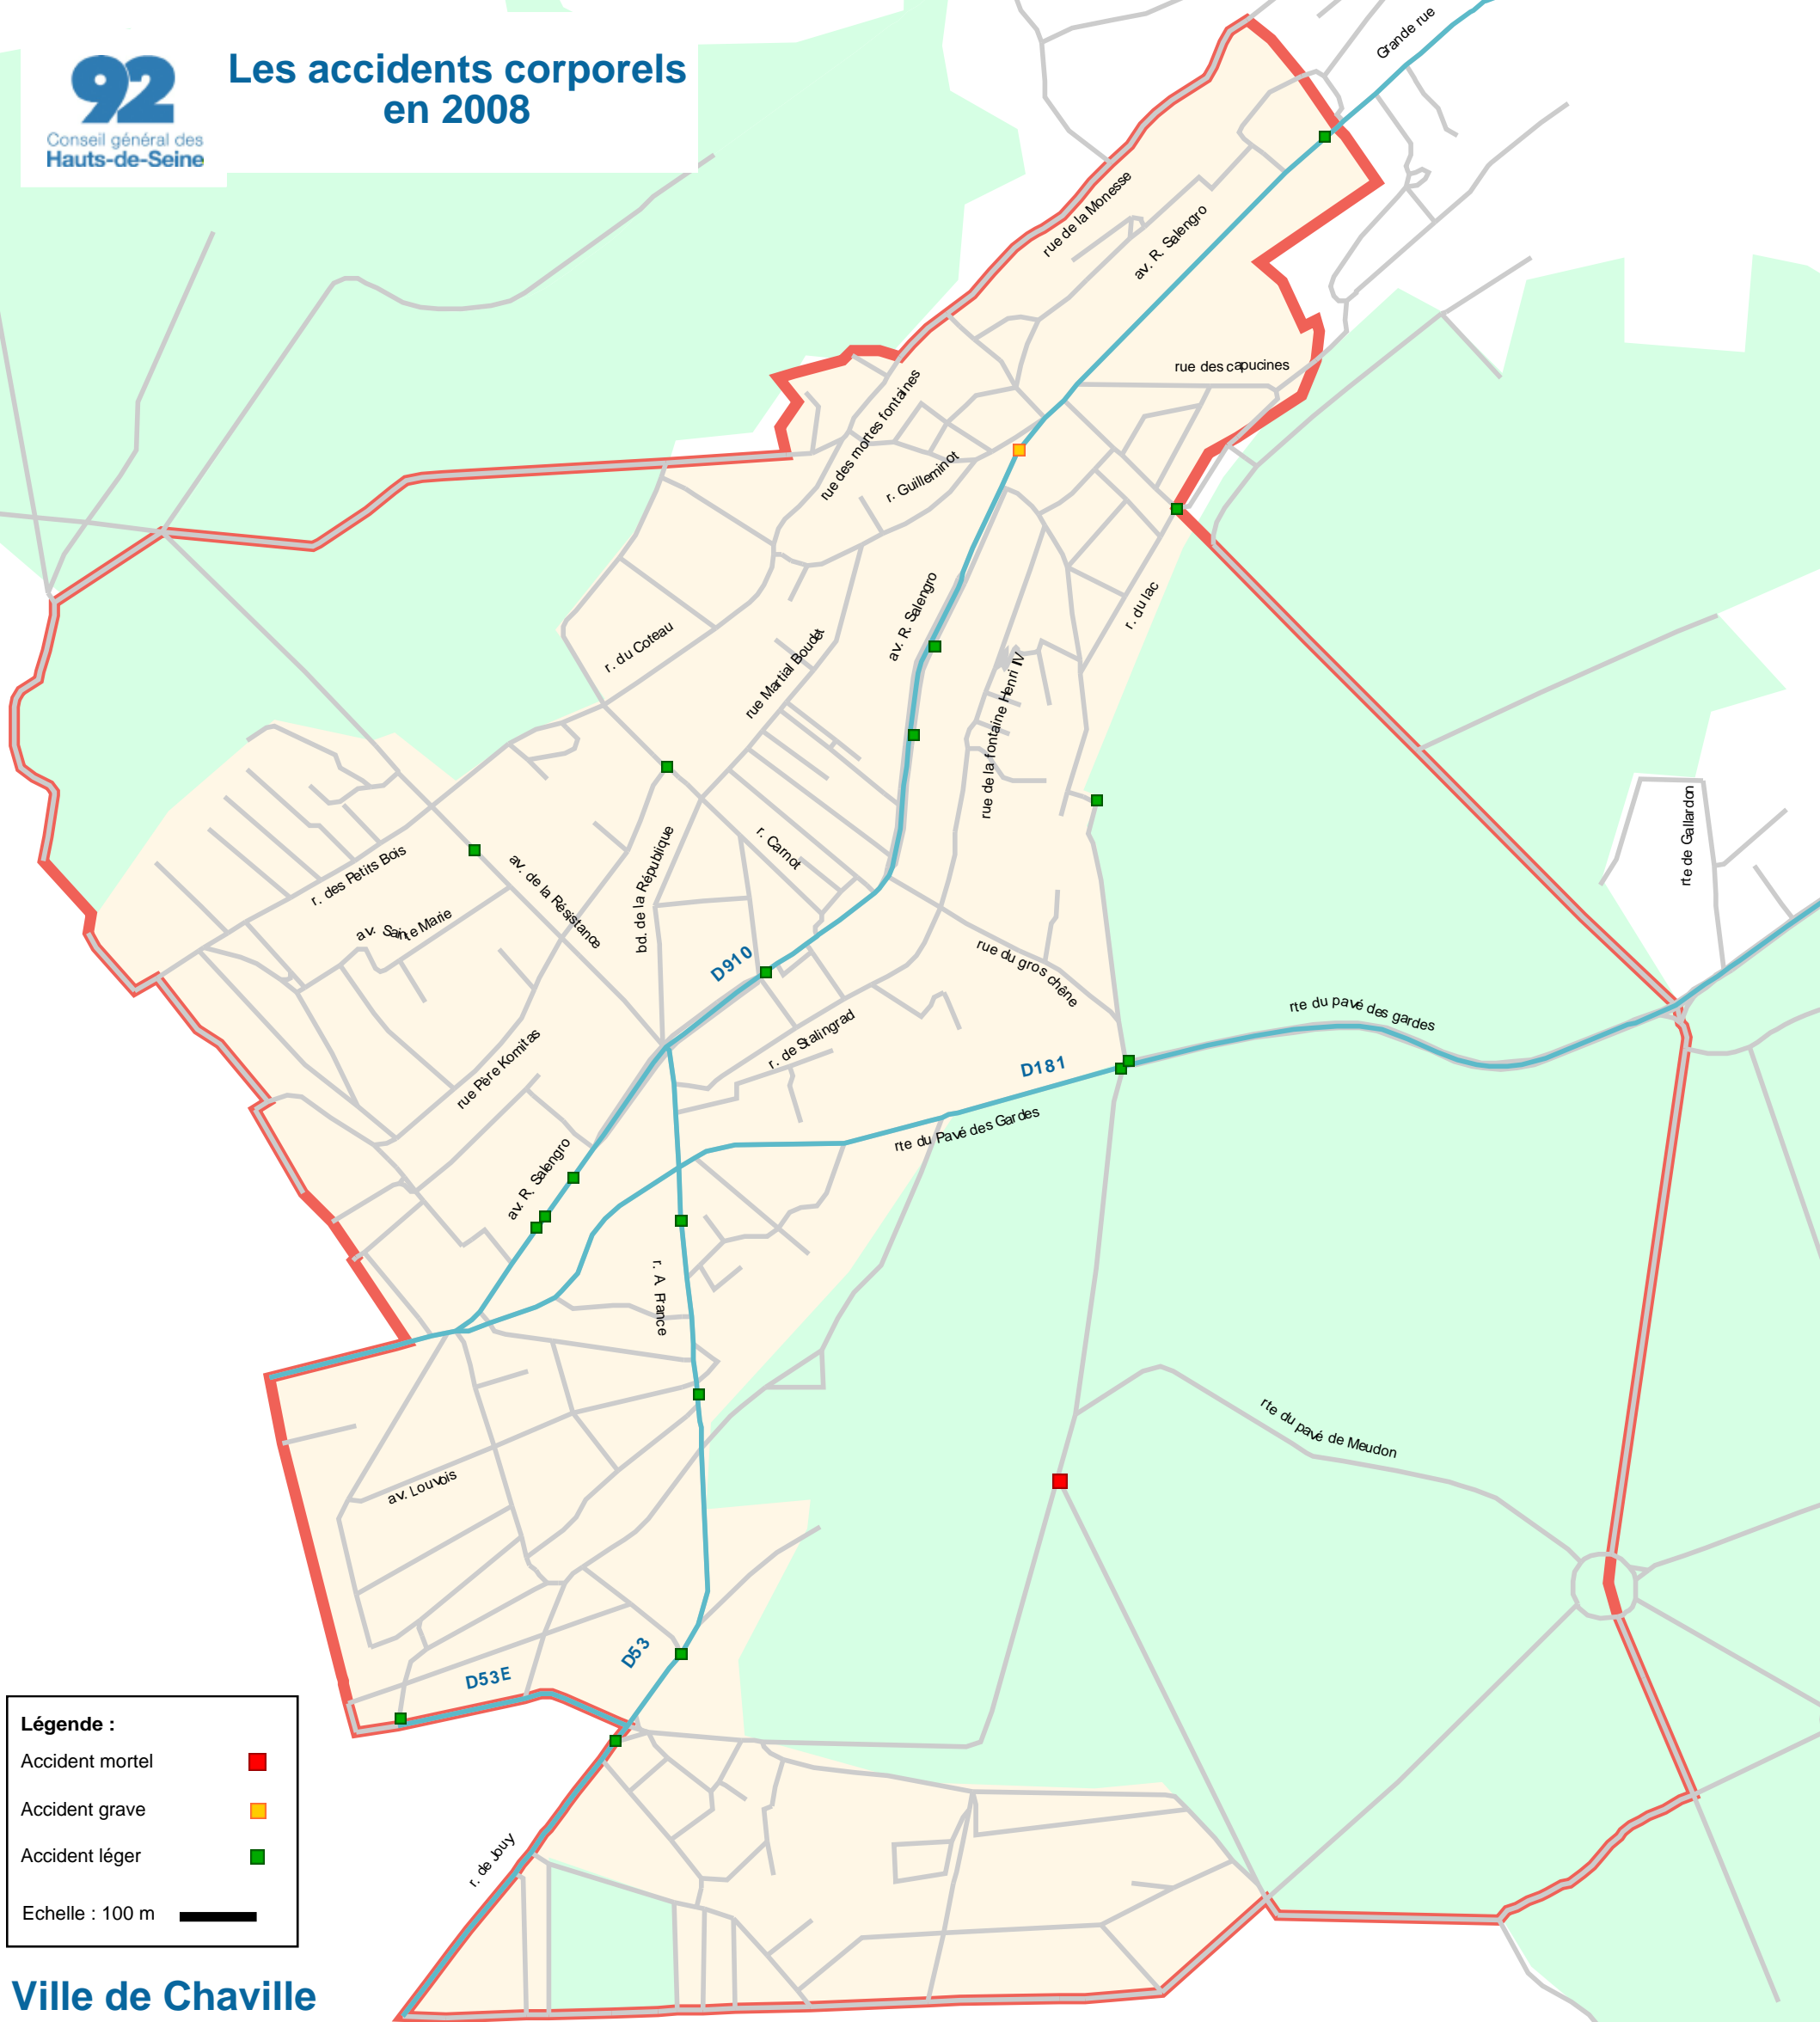 92
Conseil général des
Hauts-de-Seine
Les accidents corporels
en 2008
Grande rue
rue de la Monesse
av. R. Salengro
rue des capucines
rue des mortes fontaines
r. Guilleminot
av. R. Salengro
r. du lac
r. du Coteau
rue Martial Boudet
rue de la fontaine Henri IV
rte de Gallardon
r. des Petits Bois
av. Sainte Marie
av. de la Résistance
bd. de la République
r. Carnot
D910
rue du gros chêne
rte du pavé des gardes
r. de Stalingrad
D181
rue Père Komitas
rte du Pavé des Gardes
av. R. Salengro
r. A. France
rte du pavé de Meudon
av. Louvois
D53
D53E
r. de Jouy
Légende :
Accident mortel
Accident grave
Accident léger
Echelle : 100 m
Ville de Chaville